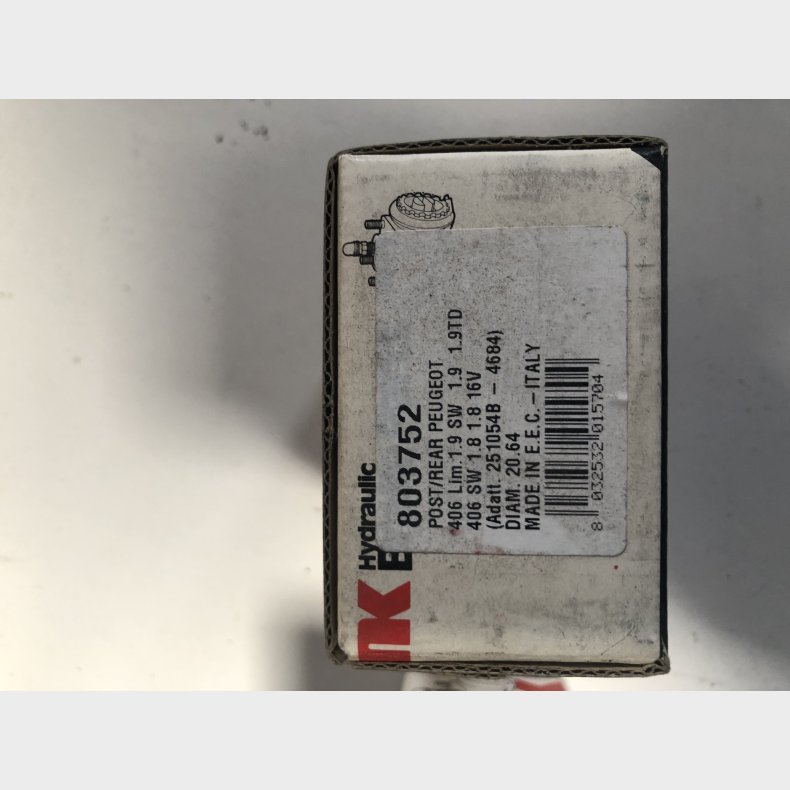 NK
Hydraulic
803752
POST/REAR PEUGEOT
406 Lim.1.9 SW 1.9 1.9TD
406 SW 1.8 1.8 16V
(Adatt. 251054B - 4684)
DIAM. 20.64
MADE IN E.E.C. - ITALY
8 032532 015704